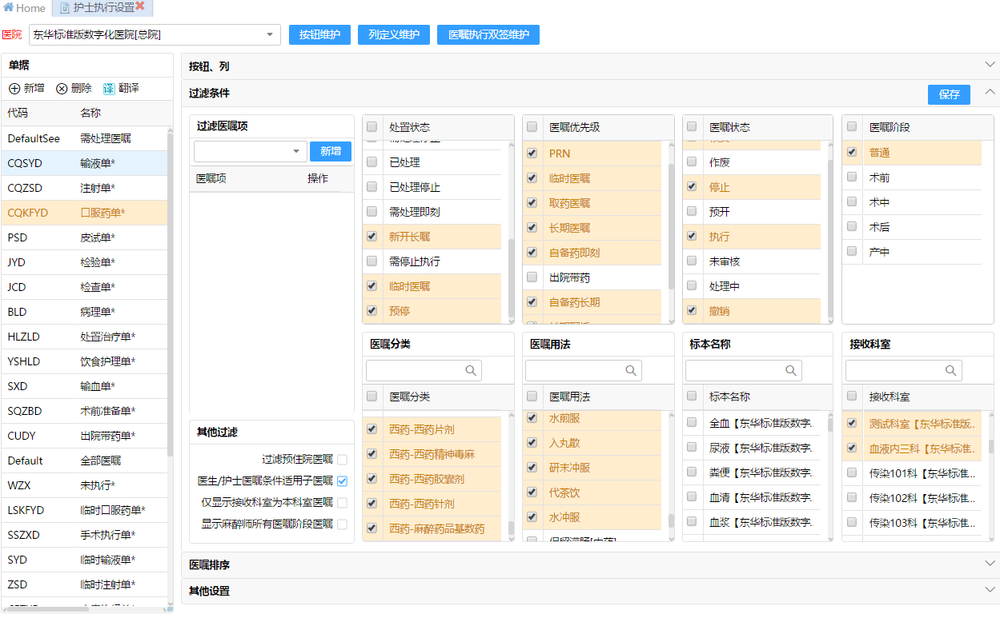 Home 护士执行设置
医院 东华标准版数字化医院[总院] 按钮维护 列定义维护 医嘱执行双签维护
单据
新增 删除 译 翻译
代码 名称
DefaultSee 需处理医嘱
CQSYD 输液单*
CQZSD 注射单*
CQKFYD 口服药单*
PSD 皮试单*
JYD 检验单*
JCD 检查单*
BLD 病理单*
HLZLD 处置治疗单*
YSHLD 饮食护理单*
SXD 输血单*
SQZBD 术前准备单*
CUDY 出院带药单*
Default 全部医嘱
WZX 未执行*
LSKFYD 临时口服药单*
SSZXD 手术执行单*
SYD 临时输液单*
ZSD 临时注射单*
按钮、列
过滤条件 保存
过滤医嘱项
新增
医嘱项 操作
其他过滤
过滤预住院医嘱
医生/护士医嘱条件适用子医嘱
仅显示接收科室为本科室医嘱
显示麻醉师所有医嘱阶段医嘱
处置状态
已处理
已处理停止
需处理即刻
新开长嘱
需停止执行
临时医嘱
预停
医嘱优先级
PRN
临时医嘱
取药医嘱
长期医嘱
自备药即刻
出院带药
自备药长期
医嘱状态
作废
停止
预开
执行
未审核
处理中
撤销
医嘱阶段
普通
术前
术中
术后
产中
医嘱分类
医嘱分类
西药-西药片剂
西药-西药精神毒麻
西药-西药胶囊剂
西药-西药针剂
西药-麻醉药品基数药
医嘱用法
医嘱用法
水煎服
入丸散
研末冲服
代茶饮
水冲服
标本名称
标本名称
全血【东华标准版数字..
尿液【东华标准版数字..
粪便【东华标准版数字..
血清【东华标准版数字..
血浆【东华标准版数字..
接收科室
接收科室
测试科室【东华标准版..
血液内三科【东华标准..
传染101科【东华标准...
传染102科【东华标准...
传染103科【东华标准...
医嘱排序
其他设置